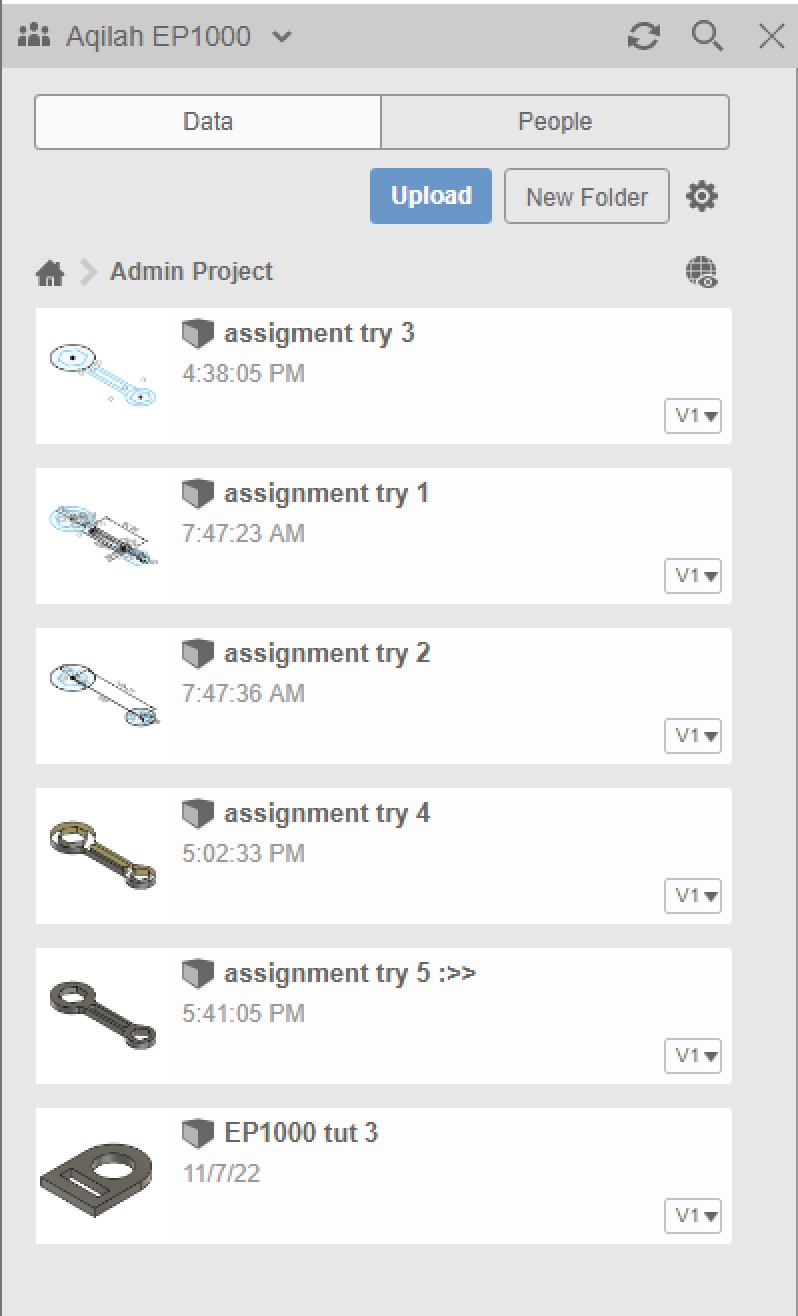 Aqilah EP1000
Data People
Upload New Folder
Admin Project
assigment try 3
4:38:05 PM
V1
assignment try 1
7:47:23 AM
V1
assignment try 2
7:47:36 AM
V1
assignment try 4
5:02:33 PM
V1
assignment try 5 :>>
5:41:05 PM
V1
EP1000 tut 3
11/7/22
V1